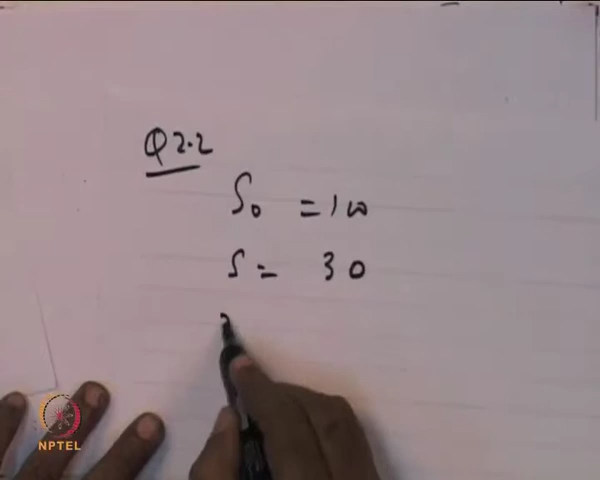 Q 2.2
S₀ = 100
S = 30
NPTEL